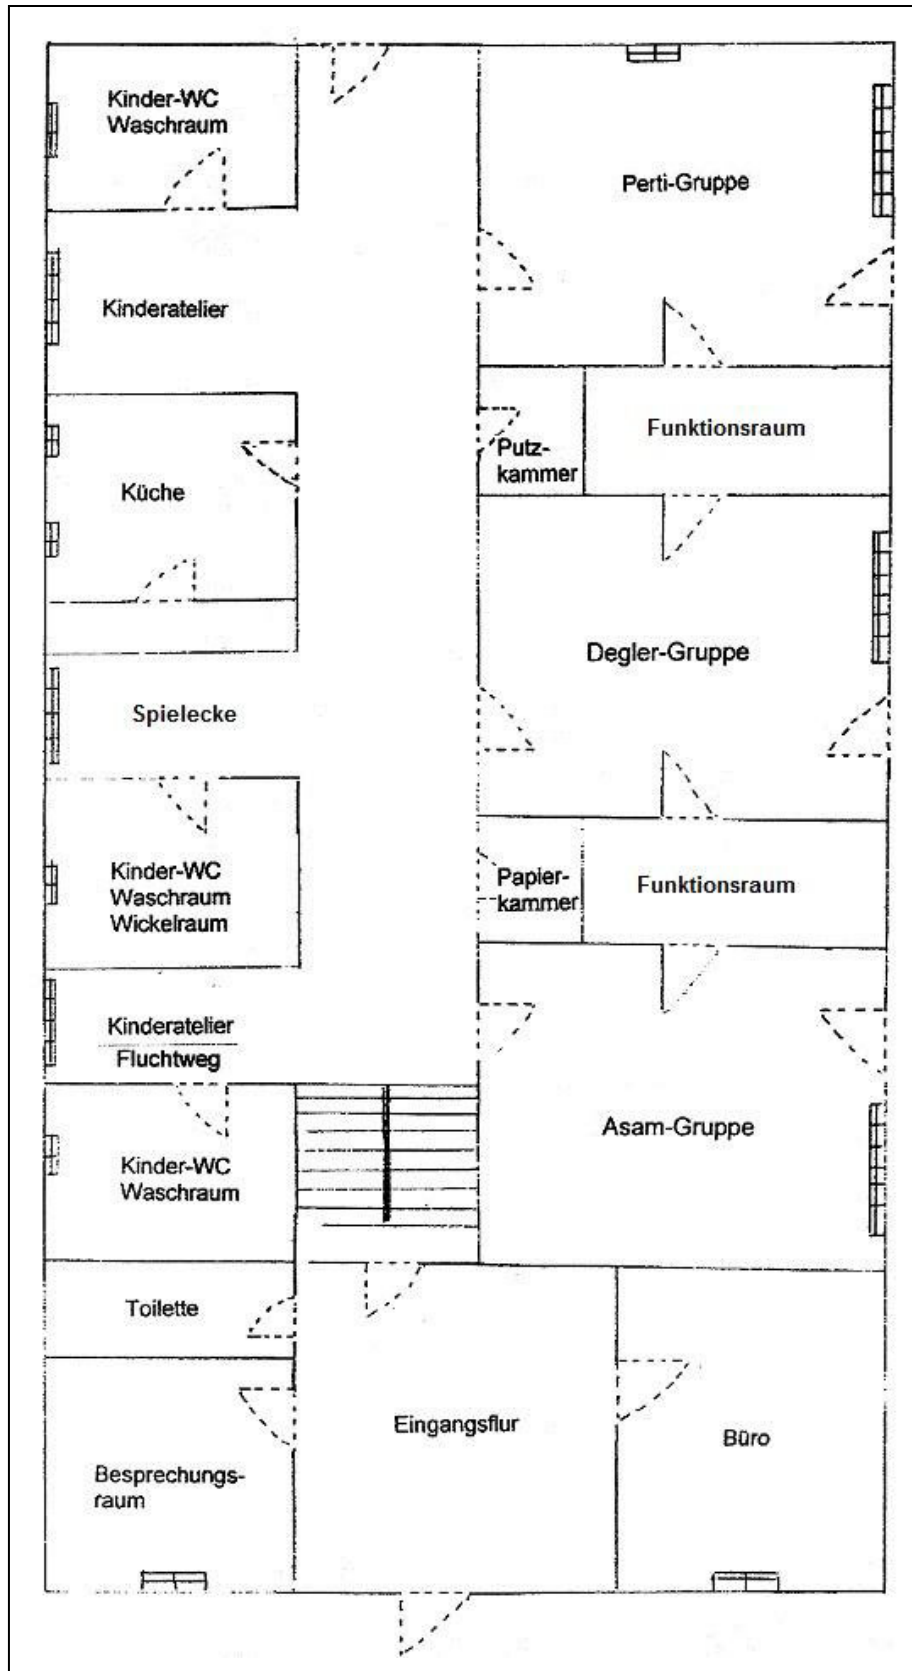 Kinder-WC
Waschraum
Perti-Gruppe
Kinderatelier
Funktionsraum
Putz-
kammer
Küche
Degler-Gruppe
Spielecke
Kinder-WC
Waschraum
Wickelraum
Papier-
kammer
Funktionsraum
Kinderatelier
Fluchtweg
Asam-Gruppe
Kinder-WC
Waschraum
Toilette
Eingangsflur
Büro
Besprechungs-
raum